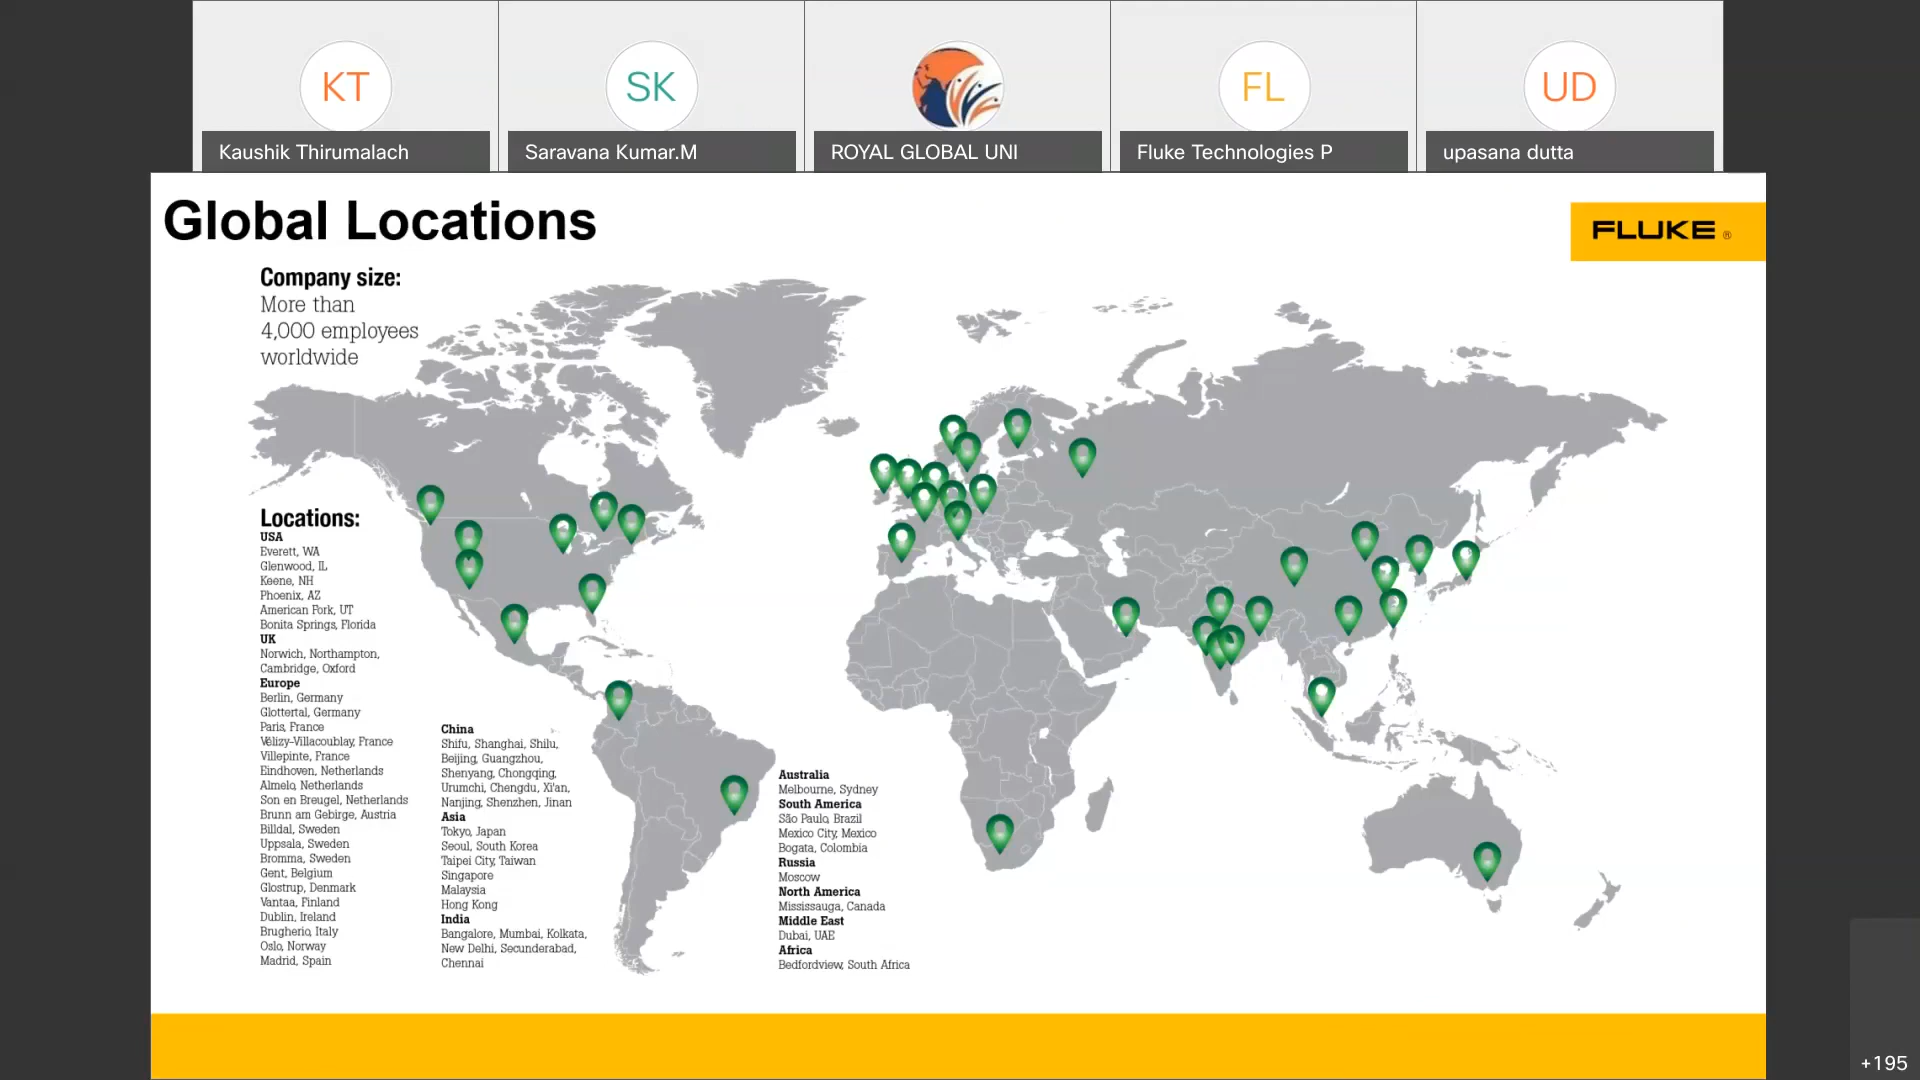 KT
SK
FL
UD
Kaushik Thirumalach
Saravana Kumar.M
ROYAL GLOBAL UNI
Fluke Technologies P
upasana dutta
Global Locations
FLUKE ®
Company size:
More than
4,000 employees
worldwide
Locations:
USA
Everett, WA
Glenwood, IL
Keene, NH
Phoenix, AZ
American Fork, UT
Bonita Springs, Florida
UK
Norwich, Northampton,
Cambridge, Oxford
Europe
Berlin, Germany
Glottertal, Germany
Paris, France
Vélizy-Villacoublay, France
Villepinte, France
Eindhoven, Netherlands
Almelo, Netherlands
Son en Breugel, Netherlands
Brunn am Gebirge, Austria
Billdal, Sweden
Uppsala, Sweden
Bromma, Sweden
Gent, Belgium
Glostrup, Denmark
Vantaa, Finland
Dublin, Ireland
Brugherio, Italy
Oslo, Norway
Madrid, Spain
China
Shifu, Shanghai, Shilu,
Beijing, Guangzhou,
Shenyang, Chongqing,
Urumchi, Chengdu, Xi'an,
Nanjing, Shenzhen, Jinan
Asia
Tokyo, Japan
Seoul, South Korea
Taipei City, Taiwan
Singapore
Malaysia
Hong Kong
India
Bangalore, Mumbai, Kolkata,
New Delhi, Secunderabad,
Chennai
Australia
Melbourne, Sydney
South America
São Paulo, Brazil
Mexico City, Mexico
Bogata, Colombia
Russia
Moscow
North America
Mississauga, Canada
Middle East
Dubai, UAE
Africa
Bedfordview, South Africa
+195